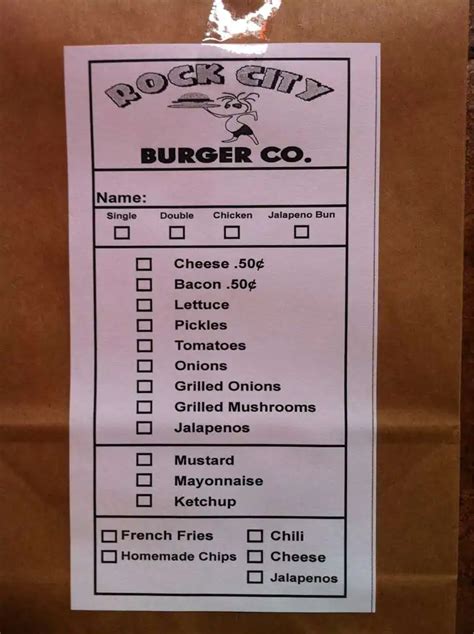 ROCK CITY
BURGER CO.
Name:
Single Double Chicken Jalapeno Bun
Cheese .50¢
Bacon .50¢
Lettuce
Pickles
Tomatoes
Onions
Grilled Onions
Grilled Mushrooms
Jalapenos
Mustard
Mayonnaise
Ketchup
French Fries Chili
Homemade Chips Cheese
Jalapenos